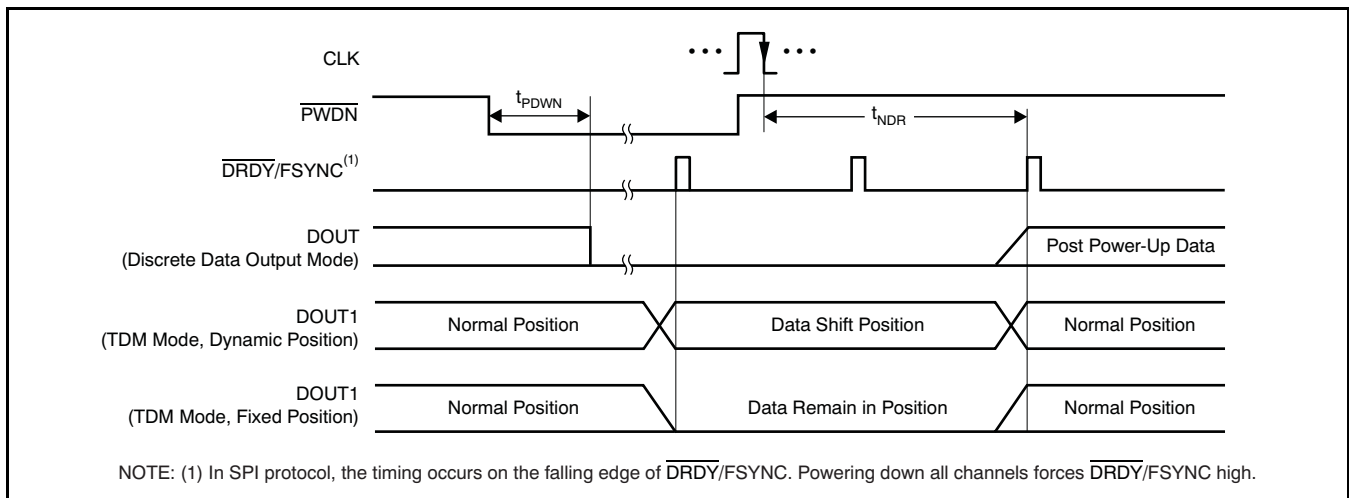 CLK
• • • • • •
PWDN
tPDWN
tNDR
DRDY/FSYNC(1)
DOUT
(Discrete Data Output Mode)
Post Power-Up Data
DOUT1
(TDM Mode, Dynamic Position)
Normal Position
Data Shift Position
Normal Position
DOUT1
(TDM Mode, Fixed Position)
Normal Position
Data Remain in Position
Normal Position
NOTE: (1) In SPI protocol, the timing occurs on the falling edge of DRDY/FSYNC. Powering down all channels forces DRDY/FSYNC high.